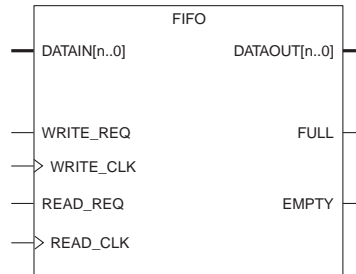 FIFO
DATAIN[n..0] DATAOUT[n..0]
WRITE_REQ FULL
WRITE_CLK
READ_REQ EMPTY
READ_CLK